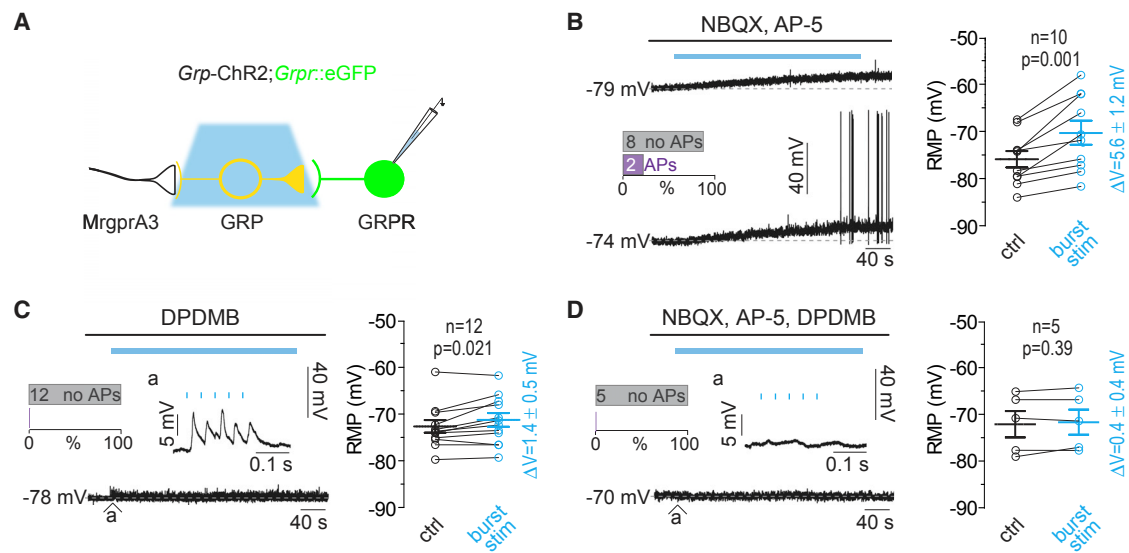 A
Grp-ChR2;Grpr::eGFP
MrgprA3
GRP
GRPR
B
NBQX, AP-5
-79 mV
8 no APs
2 APs
0 % 100
40 mV
-74 mV
40 s
RMP (mV)
-50
-60
-70
-80
-90
n=10
p=0.001
ΔV=5.6 ± 1.2 mV
ctrl
burst
stim
C
DPDMB
12 no APs
0 % 100
a
5 mV
0.1 s
40 mV
-78 mV
a
40 s
RMP (mV)
-50
-60
-70
-80
-90
n=12
p=0.021
ΔV=1.4 ± 0.5 mV
ctrl
burst
stim
D
NBQX, AP-5, DPDMB
5 no APs
0 % 100
a
5 mV
0.1 s
40 mV
-70 mV
a
40 s
RMP (mV)
-50
-60
-70
-80
-90
n=5
p=0.39
ΔV=0.4 ± 0.4 mV
ctrl
burst
stim